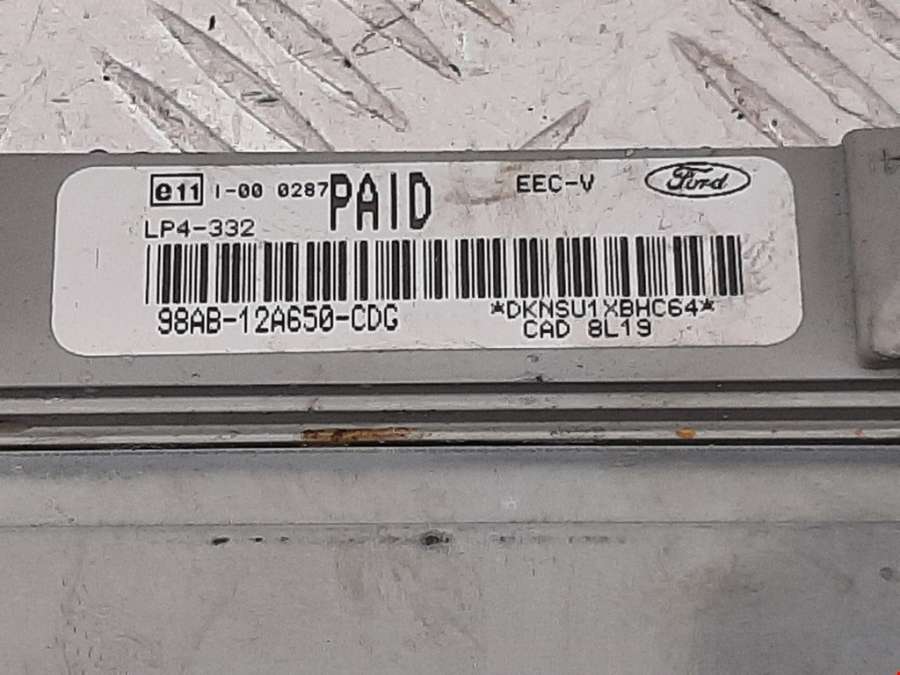 e11 I-00 0287 PAID EEC-V Ford
LP4-332
98AB-12A650-CDG *DKNSU1XBHC64*
CAD 8L19